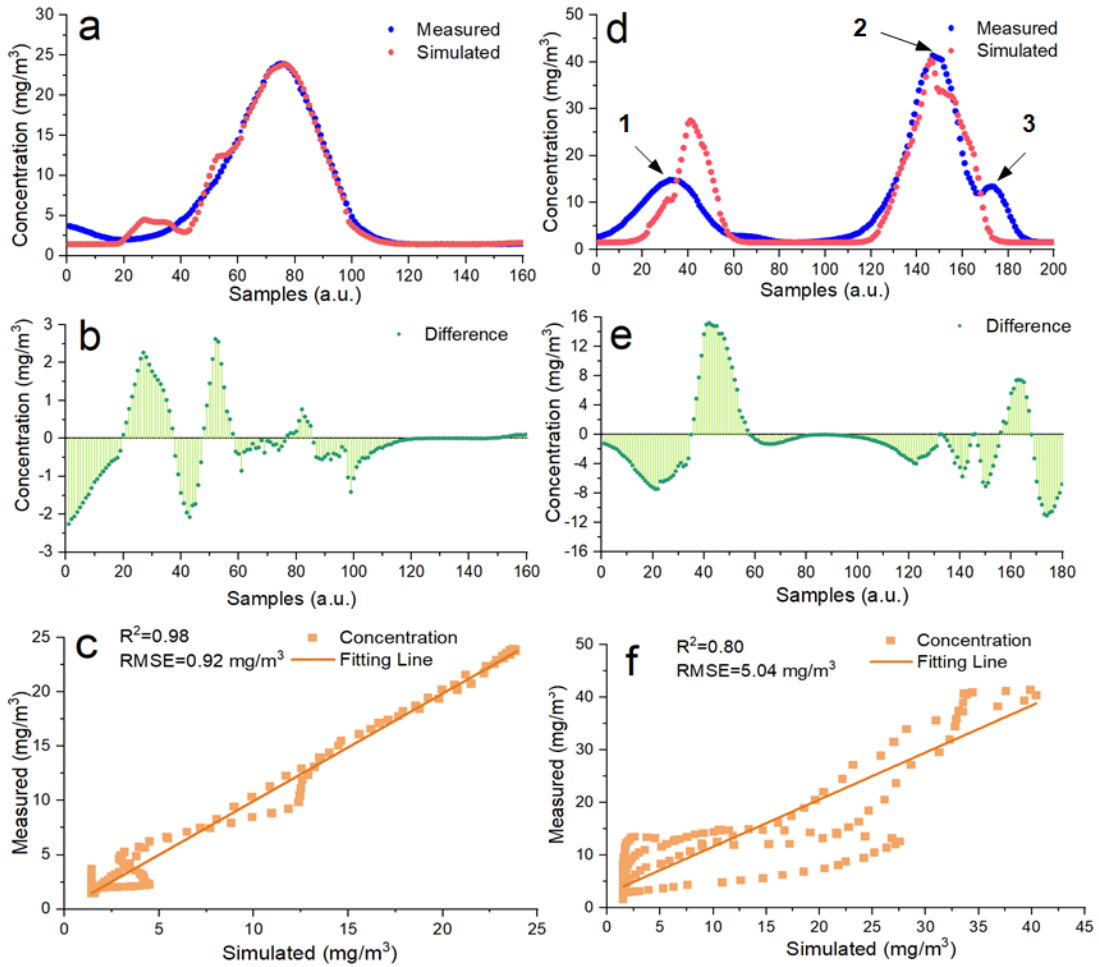 a
Measured
Simulated
Concentration (mg/m³)
30
25
20
15
10
5
0
0 20 40 60 80 100 120 140 160
Samples (a.u.)
d
1
2
3
Measured
Simulated
Concentration (mg/m³)
50
40
30
20
10
0
0 20 40 60 80 100 120 140 160 180 200
Samples (a.u.)
b
Difference
Concentration (mg/m³)
3
2
1
0
-1
-2
-3
0 20 40 60 80 100 120 140 160
Samples (a.u.)
e
Difference
Concentration (mg/m³)
16
12
8
4
0
-4
-8
-12
-16
0 20 40 60 80 100 120 140 160 180
Samples (a.u.)
c
R²=0.98
RMSE=0.92 mg/m³
Concentration
Fitting Line
Measured (mg/m³)
25
20
15
10
5
0
0 5 10 15 20 25
Simulated (mg/m³)
f
R²=0.80
RMSE=5.04 mg/m³
Concentration
Fitting Line
Measured (mg/m³)
50
40
30
20
10
0
0 5 10 15 20 25 30 35 40 45
Simulated (mg/m³)